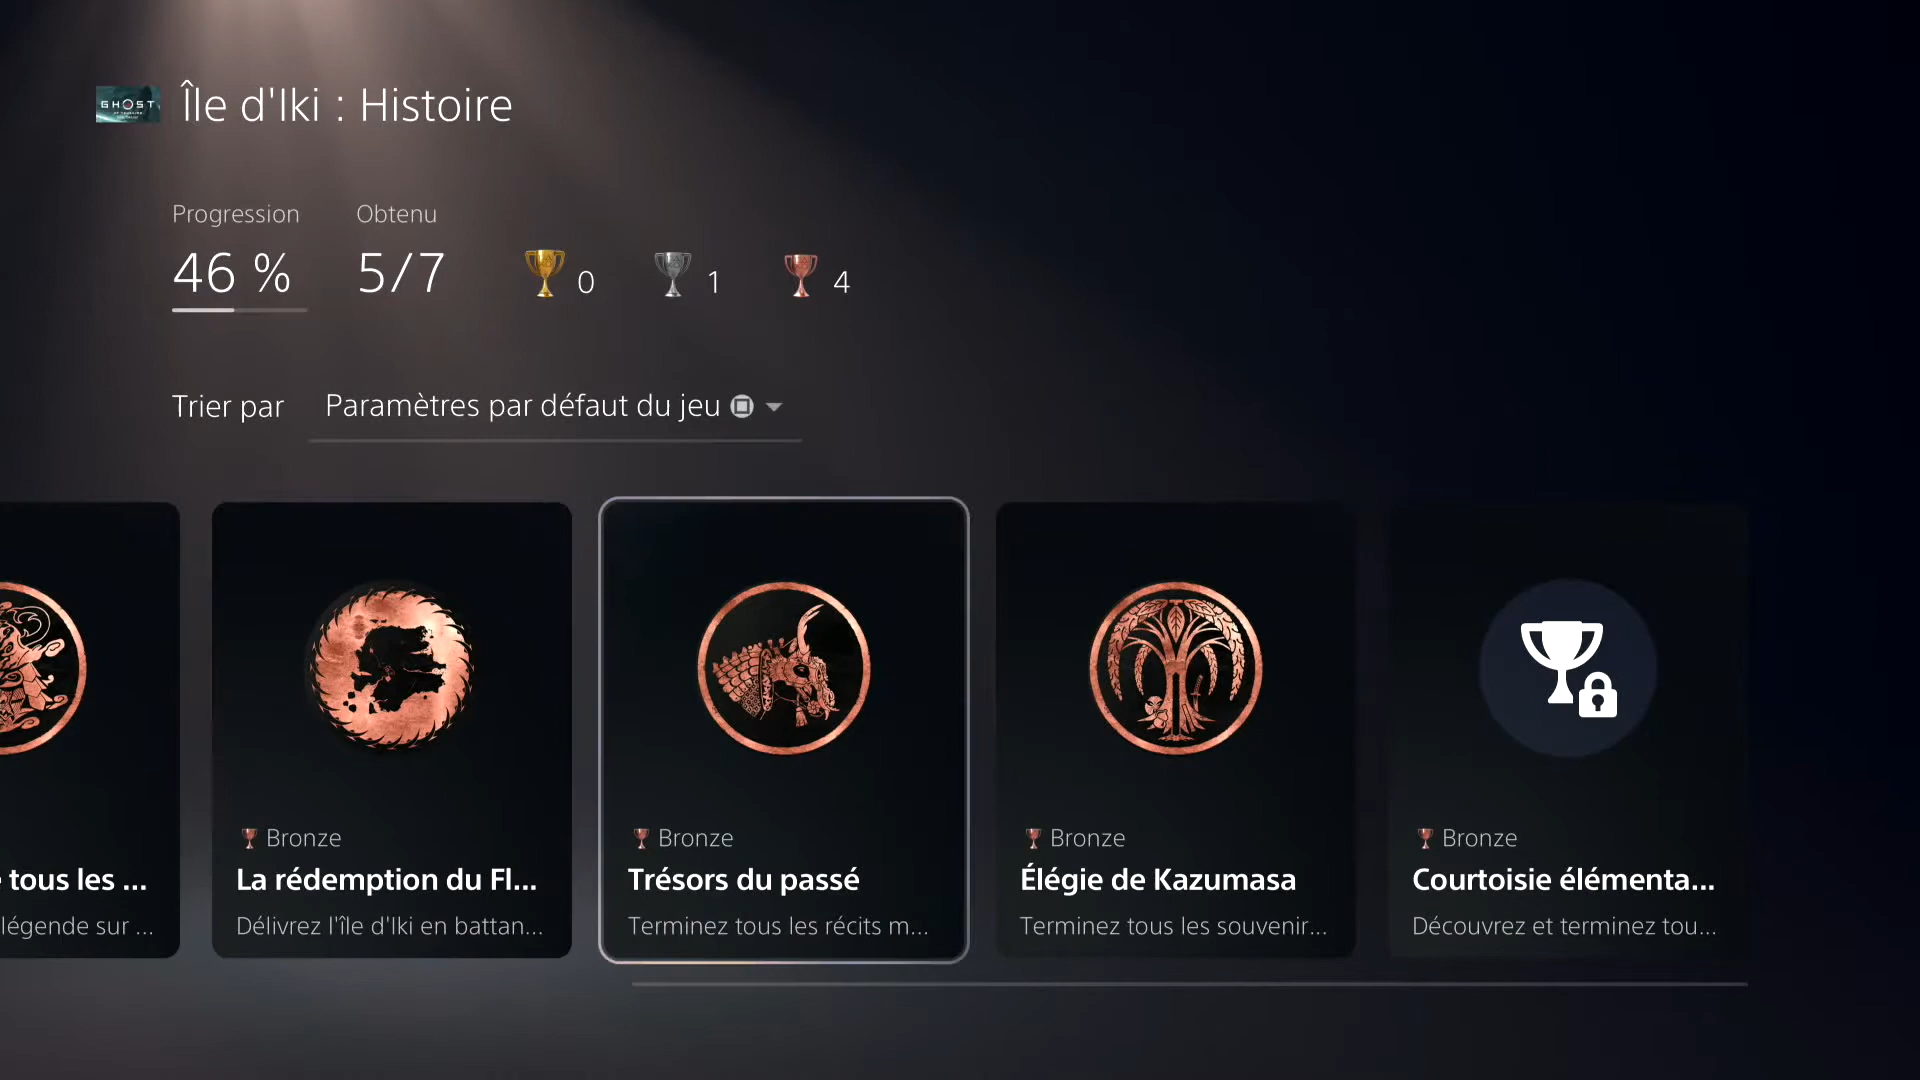 GHOST
Île d'Iki : Histoire
Progression
Obtenu
46 %
5/7
0
1
4
Trier par
Paramètres par défaut du jeu
tous les ...
légende sur ...
Bronze
La rédemption du Fl...
Délivrez l'île d'Iki en battan...
Bronze
Trésors du passé
Terminez tous les récits m...
Bronze
Élégie de Kazumasa
Terminez tous les souvenir...
Bronze
Courtoisie élémenta...
Découvrez et terminez tou...